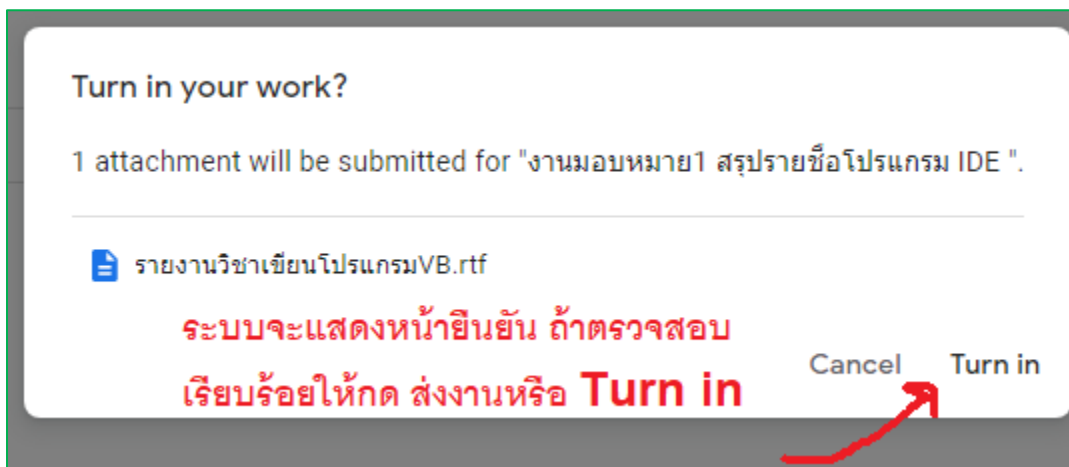 Turn in your work?
1 attachment will be submitted for "งานมอบหมาย1 สรุปรายชื่อโปรแกรม IDE ".
รายงานวิชาเขียนโปรแกรมVB.rtf
ระบบจะแสดงหน้ายืนยัน ถ้าตรวจสอบ
เรียบร้อยให้กด ส่งงานหรือ Turn in
Cancel Turn in